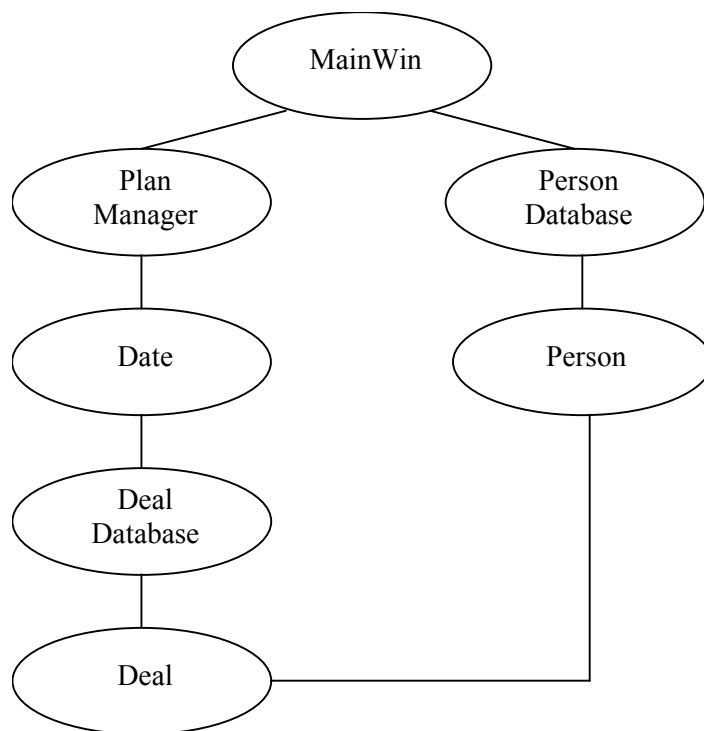 MainWin
Plan
Manager
Person
Database
Date
Person
Deal
Database
Deal